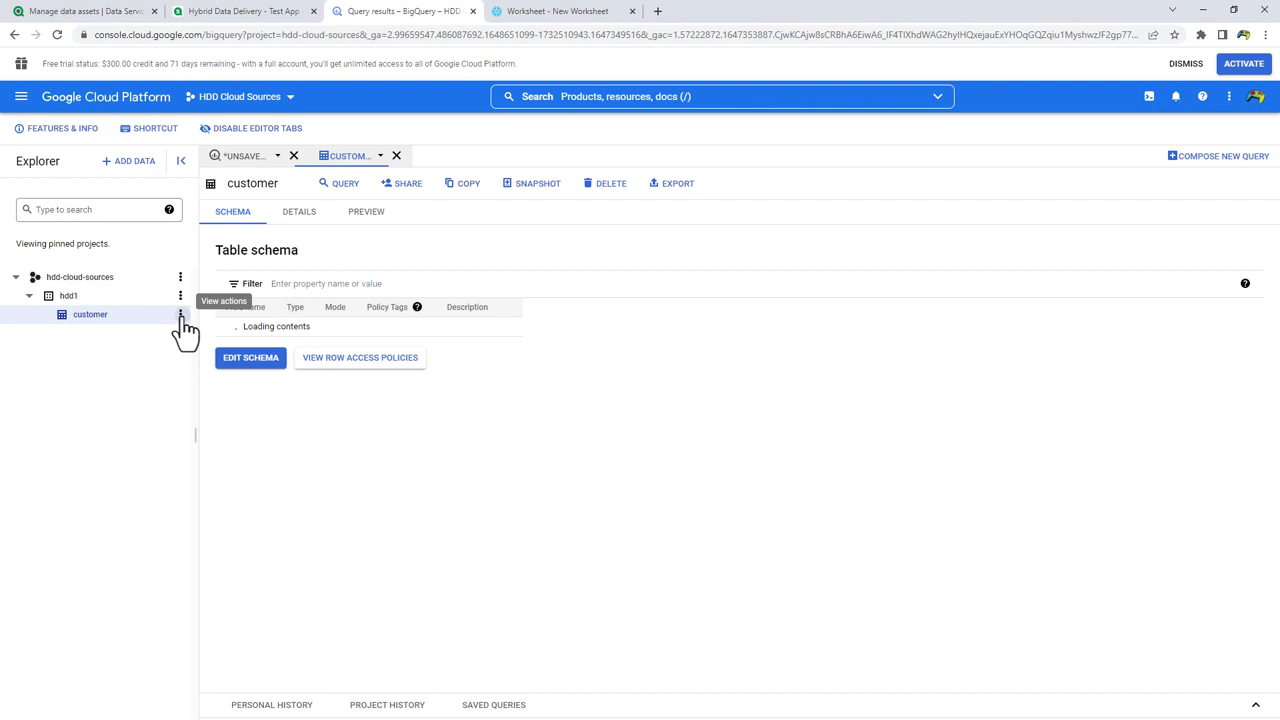 Manage data assets | Data Servi
Hybrid Data Delivery - Test App -
Query results – BigQuery – HDD
Worksheet - New Worksheet
console.cloud.google.com/bigquery?project=hdd-cloud-sources&_ga=2.99659547.486087692.1648651099-1732510943.1647349516&_gac=1.57222872.1647353887.CjwKCAjw8sCRBhA6EiwA6_IF4TIXhdWAG2hylHQxejauExYHOqGQZqiu1MyshwzJF2gp77...
Free trial status: $300.00 credit and 71 days remaining - with a full account, you'll get unlimited access to all of Google Cloud Platform.
DISMISS
ACTIVATE
Google Cloud Platform
HDD Cloud Sources
Search Products, resources, docs (/)
FEATURES & INFO
SHORTCUT
DISABLE EDITOR TABS
Explorer
+ ADD DATA
*UNSAVE...
CUSTOM...
COMPOSE NEW QUERY
customer
QUERY
SHARE
COPY
SNAPSHOT
DELETE
EXPORT
Type to search
SCHEMA
DETAILS
PREVIEW
Viewing pinned projects.
Table schema
hdd-cloud-sources
Filter Enter property name or value
hdd1
View actions
name
Type
Mode
Policy Tags
Description
customer
Loading contents
EDIT SCHEMA
VIEW ROW ACCESS POLICIES
PERSONAL HISTORY
PROJECT HISTORY
SAVED QUERIES